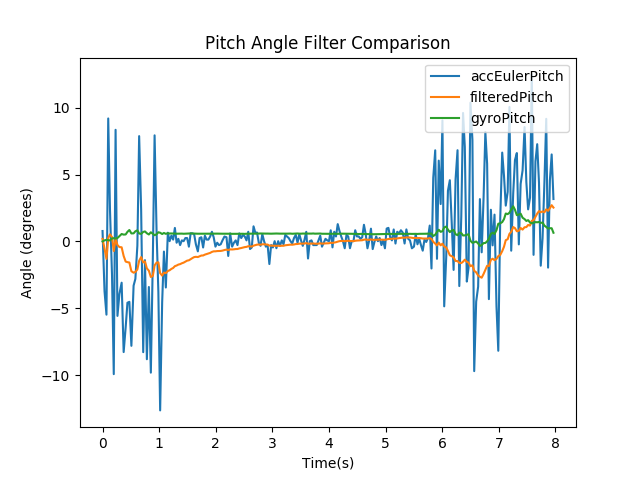 Pitch Angle Filter Comparison
accEulerPitch
filteredPitch
gyroPitch
Angle (degrees)
10
5
0
−5
−10
0 1 2 3 4 5 6 7 8
Time(s)